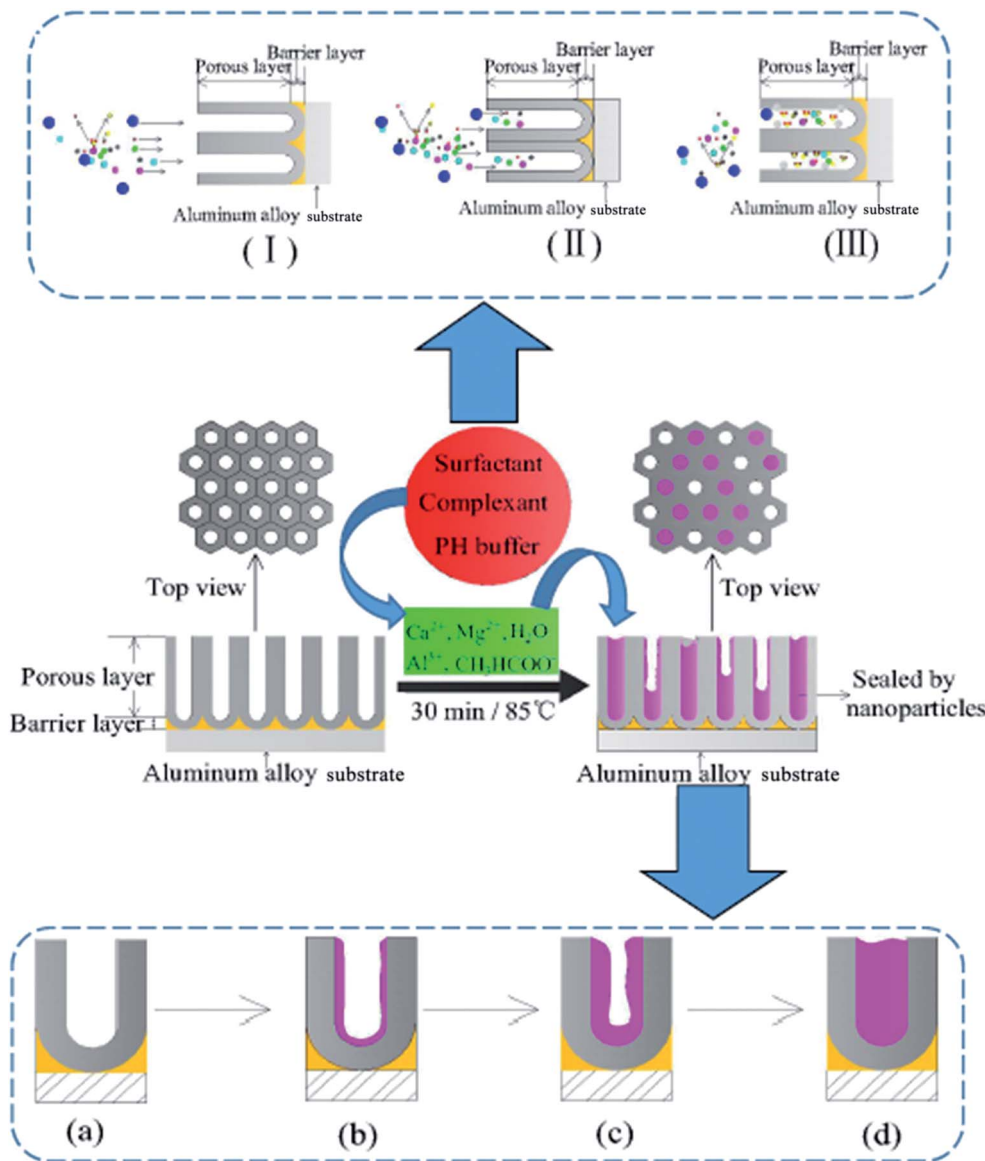 Barrier layer
Porous layer
Aluminum alloy substrate
(Ⅰ)
Barrier layer
Porous layer
Aluminum alloy substrate
(Ⅱ)
Barrier layer
Porous layer
Aluminum alloy substrate
(Ⅲ)
Surfactant
Complexant
PH buffer
Top view
Top view
Ca²⁺, Mg²⁺, H₂O
Al³⁺, CH₃HCOO⁻
30 min / 85℃
Porous layer
Barrier layer
Aluminum alloy substrate
Sealed by
nanoparticles
Aluminum alloy substrate
(a)
(b)
(c)
(d)